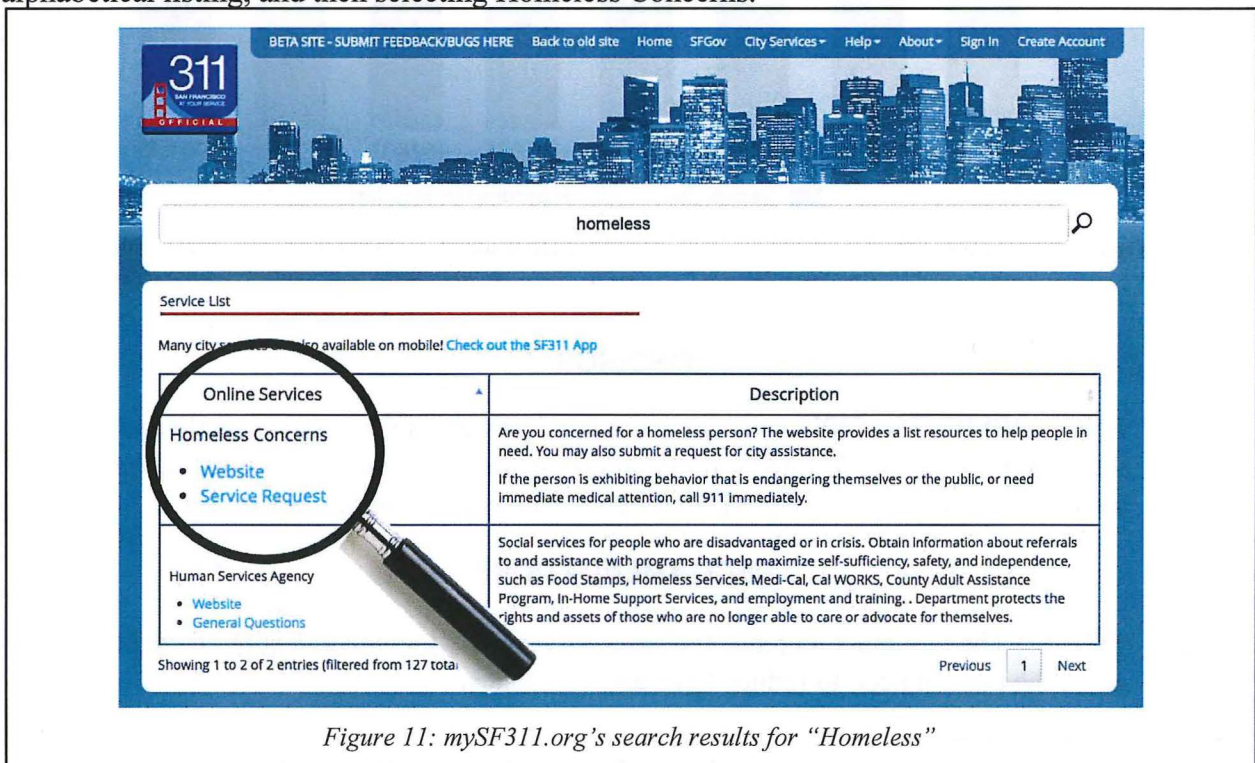 alphabetical listing, and then selecting Homeless Concerns.
BETA SITE - SUBMIT FEEDBACK/BUGS HERE Back to old site Home SFGov City Services Help About Sign In Create Account
311
SAN FRANCISCO
AT YOUR SERVICE
OFFICIAL
homeless
Service List
Many city also available on mobile! Check out the SF311 App
Online Services Description
Homeless Concerns
• Website
• Service Request
Are you concerned for a homeless person? The website provides a list resources to help people in
need. You may also submit a request for city assistance.
If the person is exhibiting behavior that is endangering themselves or the public, or need
immediate medical attention, call 911 immediately.
Human Services Agency
• Website
• General Questions
Social services for people who are disadvantaged or in crisis. Obtain Information about referrals
to and assistance with programs that help maximize self-sufficiency, safety, and independence,
such as Food Stamps, Homeless Services, Medi-Cal, Cal WORKS, County Adult Assistance
Program, In-Home Support Services, and employment and training. . Department protects the
rights and assets of those who are no longer able to care or advocate for themselves.
Showing 1 to 2 of 2 entries (filtered from 127 total
Previous 1 Next
Figure 11: mySF311.org's search results for "Homeless"